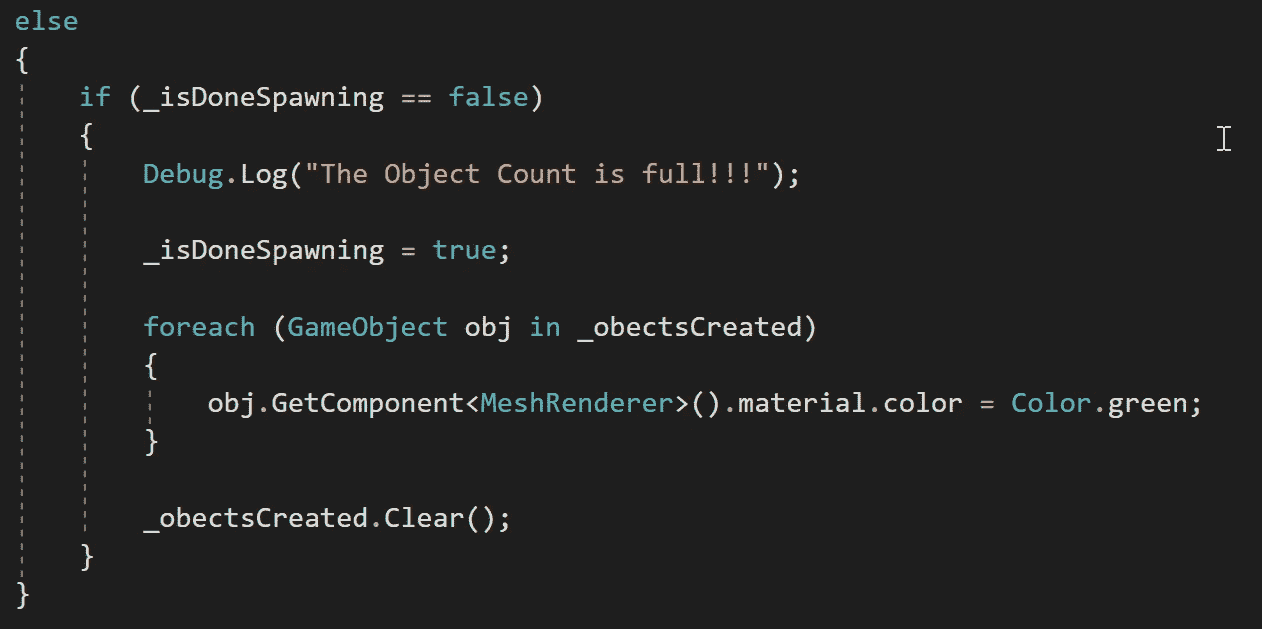 else
{
if (_isDoneSpawning == false)
{
Debug.Log("The Object Count is full!!!");
_isDoneSpawning = true;
foreach (GameObject obj in _obectsCreated)
{
obj.GetComponent<MeshRenderer>().material.color = Color.green;
}
_obectsCreated.Clear();
}
}